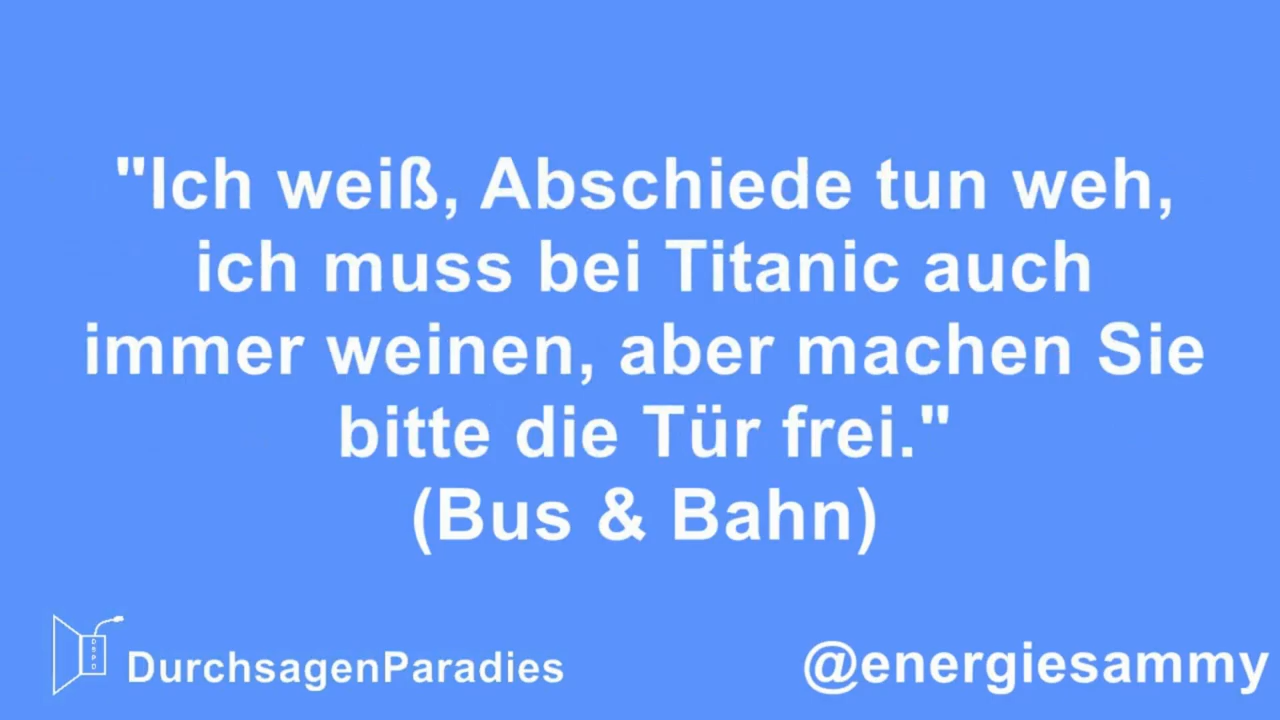 "Ich weiß, Abschiede tun weh,
ich muss bei Titanic auch
immer weinen, aber machen Sie
bitte die Tür frei."
(Bus & Bahn)
DurchsagenParadies
@energiesammy